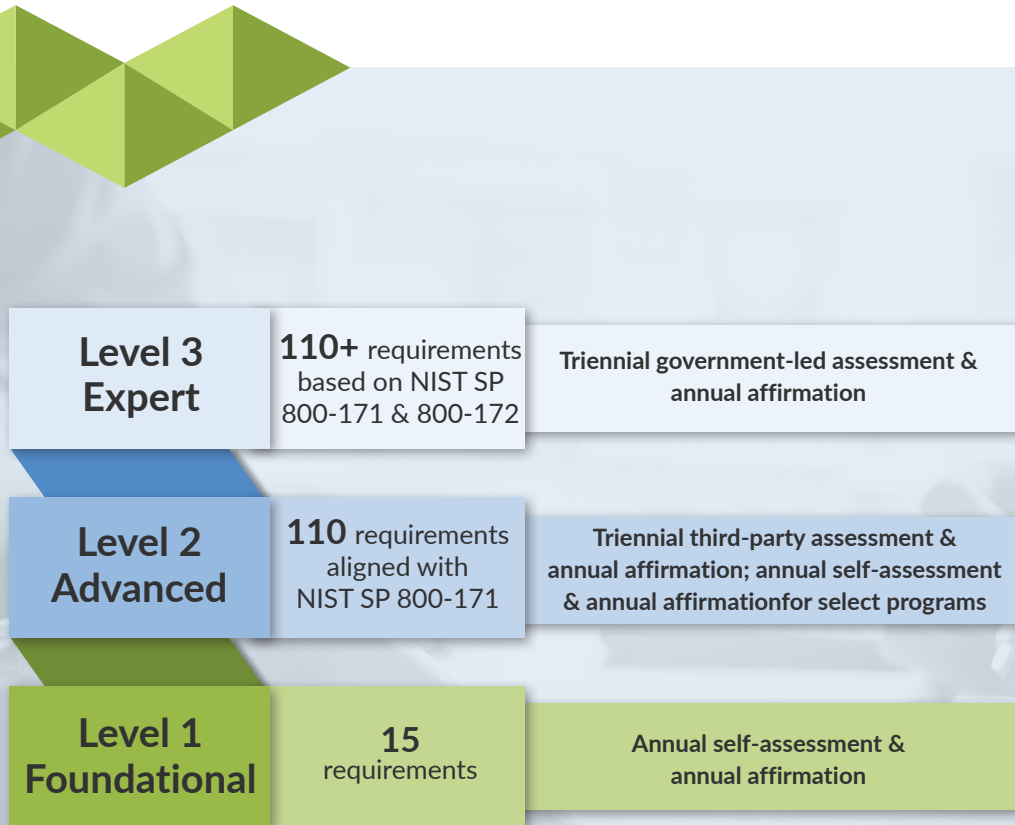 Level 3
Expert
110+ requirements
based on NIST SP
800-171 & 800-172
Triennial government-led assessment &
annual affirmation
Level 2
Advanced
110 requirements
aligned with
NIST SP 800-171
Triennial third-party assessment &
annual affirmation; annual self-assessment
& annual affirmationfor select programs
Level 1
Foundational
15
requirements
Annual self-assessment &
annual affirmation